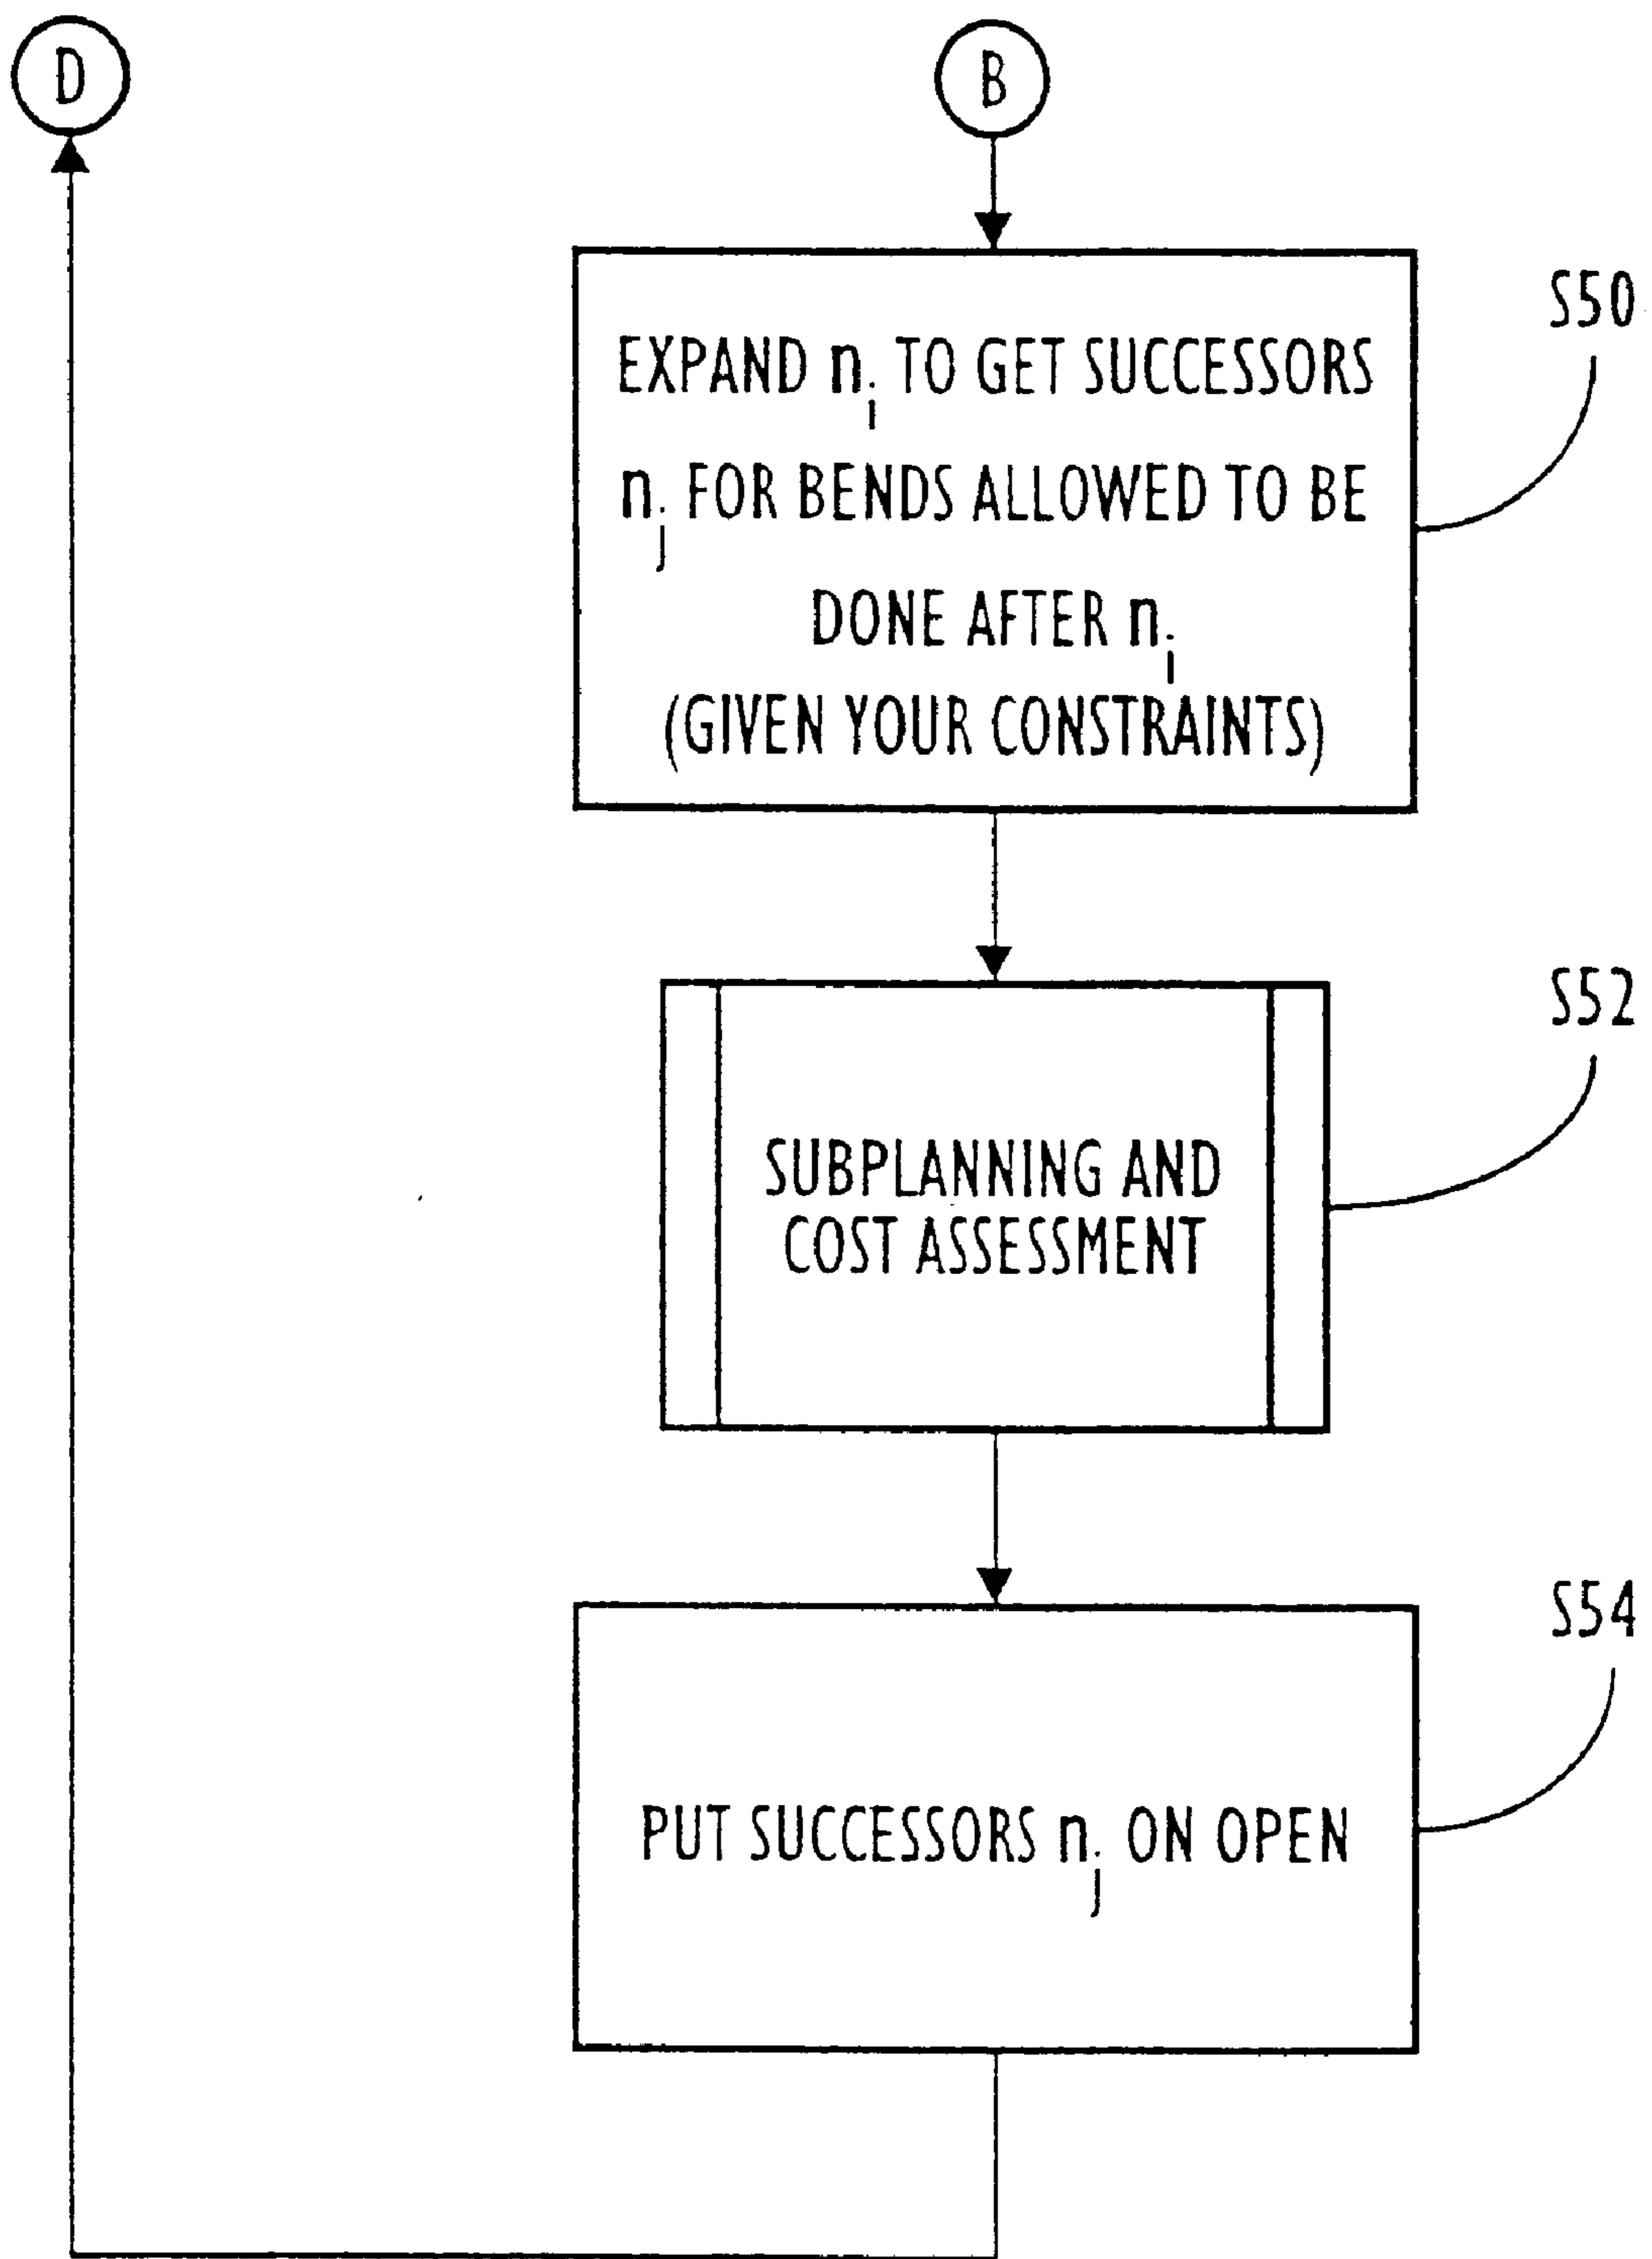 D
B
EXPAND nᵢ TO GET SUCCESSORS
nⱼ FOR BENDS ALLOWED TO BE
DONE AFTER nᵢ
(GIVEN YOUR CONSTRAINTS)
S50
SUBPLANNING AND
COST ASSESSMENT
S52
PUT SUCCESSORS nⱼ ON OPEN
S54